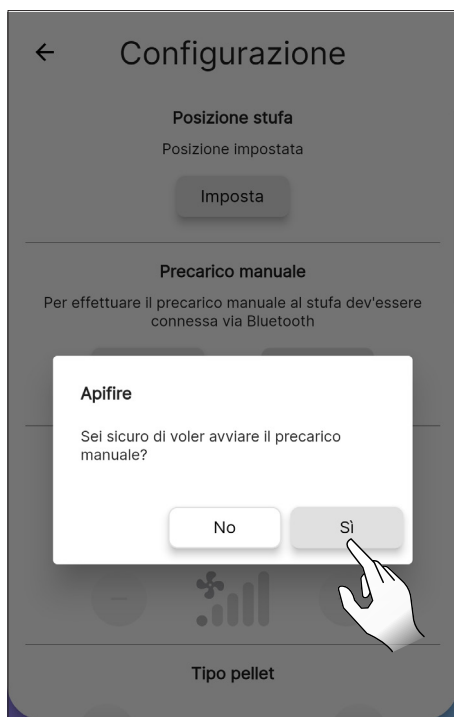 Configurazione
Posizione stufa
Posizione impostata
Imposta
Precarico manuale
Per effettuare il precarico manuale al stufa dev'essere
connessa via Bluetooth
Apifire
Sei sicuro di voler avviare il precarico
manuale?
No
Sì
Tipo pellet